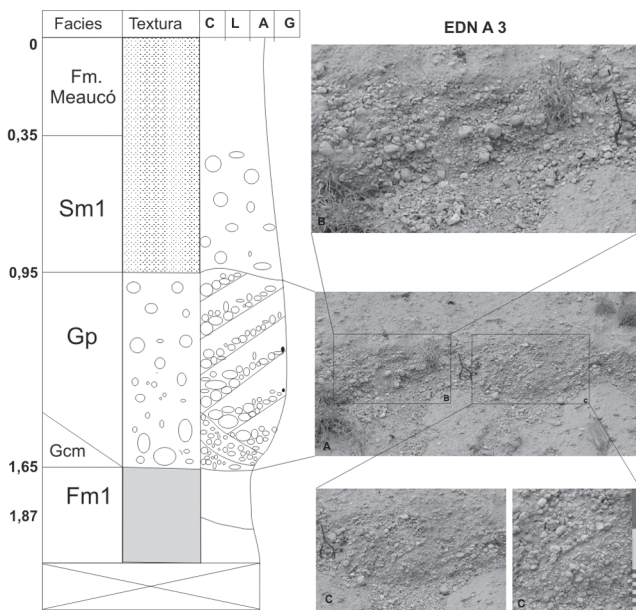 Facies Textura C L A G
EDN A 3
0
Fm.
Meaucó
0,35
Sm1
0,95
Gp
Gcm
1,65
Fm1
1,87
B
B
c
A
C
C